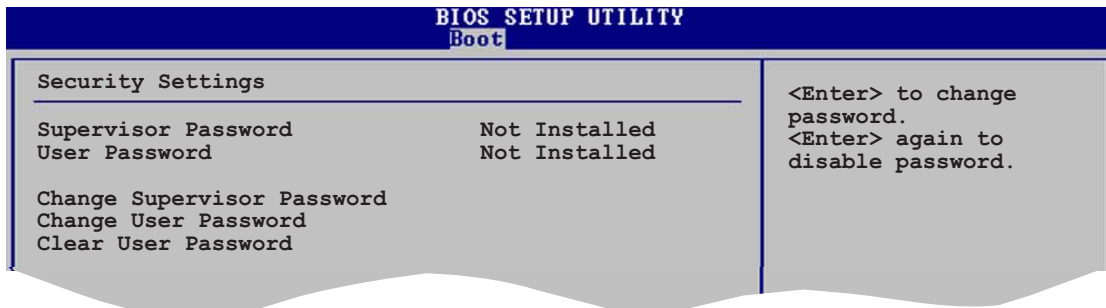 BIOS SETUP UTILITY
Boot
Security Settings
Supervisor Password Not Installed
User Password Not Installed
Change Supervisor Password
Change User Password
Clear User Password
<Enter> to change
password.
<Enter> again to
disable password.